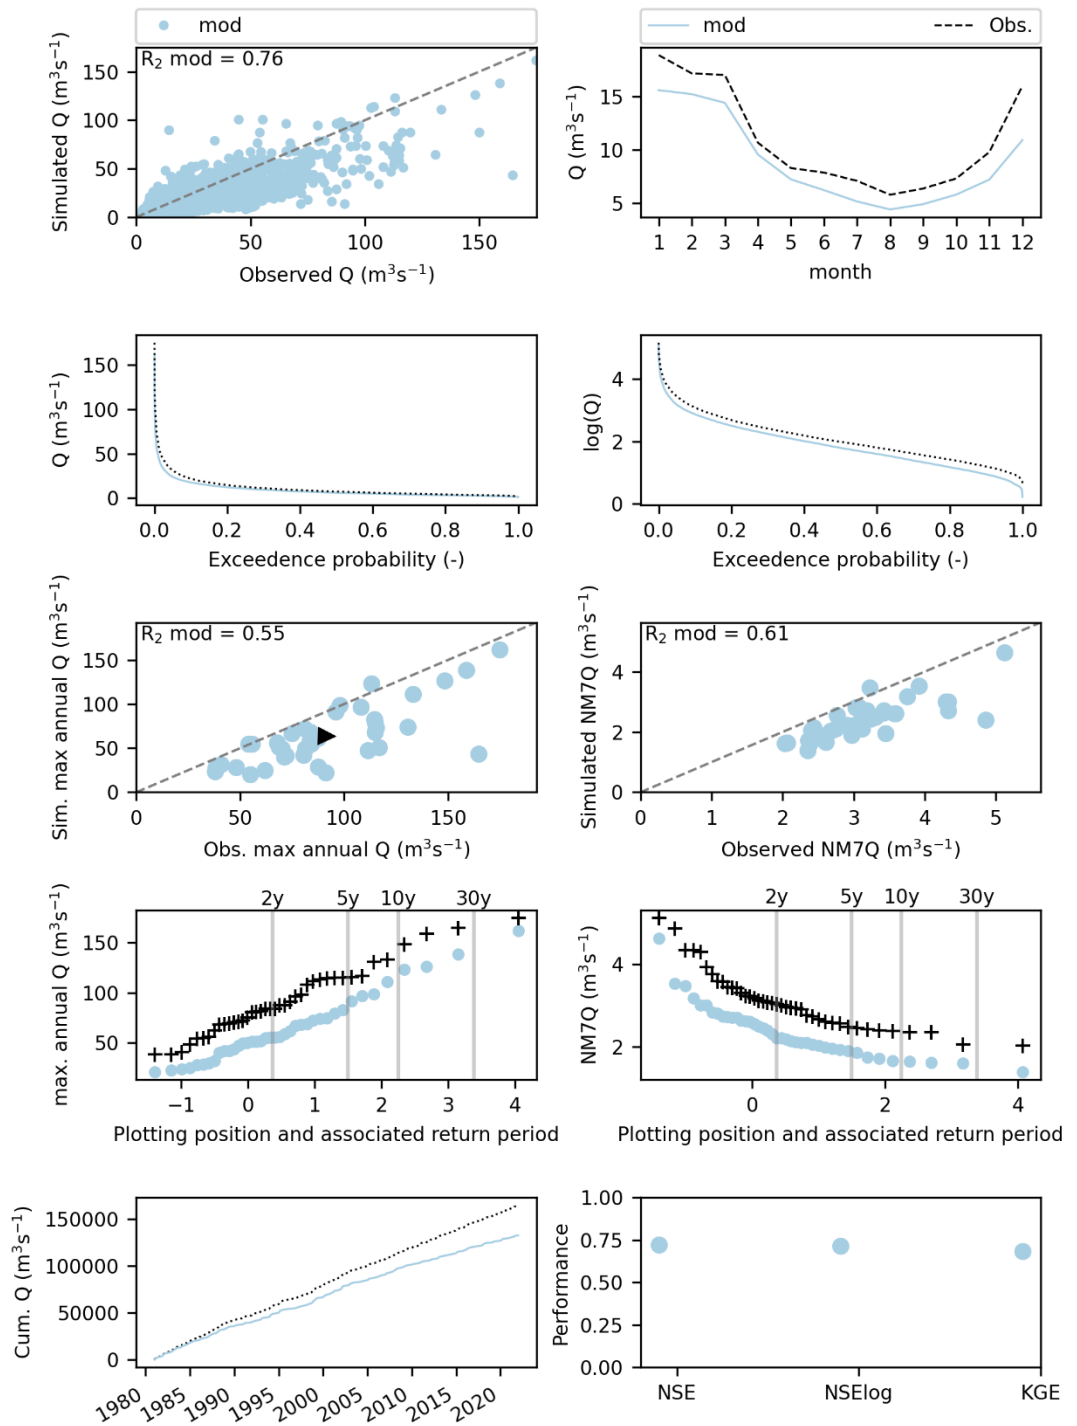 mod
mod
Obs.
R₂ mod = 0.76
Simulated Q (m³s⁻¹)
150
100
50
0
0 50 100 150
Observed Q (m³s⁻¹)
Q (m³s⁻¹)
15
10
5
1 2 3 4 5 6 7 8 9 10 11 12
month
Q (m³s⁻¹)
150
100
50
0
0.0 0.2 0.4 0.6 0.8 1.0
Exceedence probability (-)
log(Q)
4
2
0
0.0 0.2 0.4 0.6 0.8 1.0
Exceedence probability (-)
R₂ mod = 0.55
Sim. max annual Q (m³s⁻¹)
150
100
50
0
50 100 150
Obs. max annual Q (m³s⁻¹)
R₂ mod = 0.61
Simulated NM7Q (m³s⁻¹)
4
2
0
0 1 2 3 4 5
Observed NM7Q (m³s⁻¹)
2y 5y 10y 30y
max. annual Q (m³s⁻¹)
150
100
50
−1 0 1 2 3 4
Plotting position and associated return period
2y 5y 10y 30y
NM7Q (m³s⁻¹)
4
2
0 2 4
Plotting position and associated return period
Cum. Q (m³s⁻¹)
150000
100000
50000
0
1980 1985 1990 1995 2000 2005 2010 2015 2020
Performance
1.00
0.75
0.50
0.25
0.00
NSE NSElog KGE